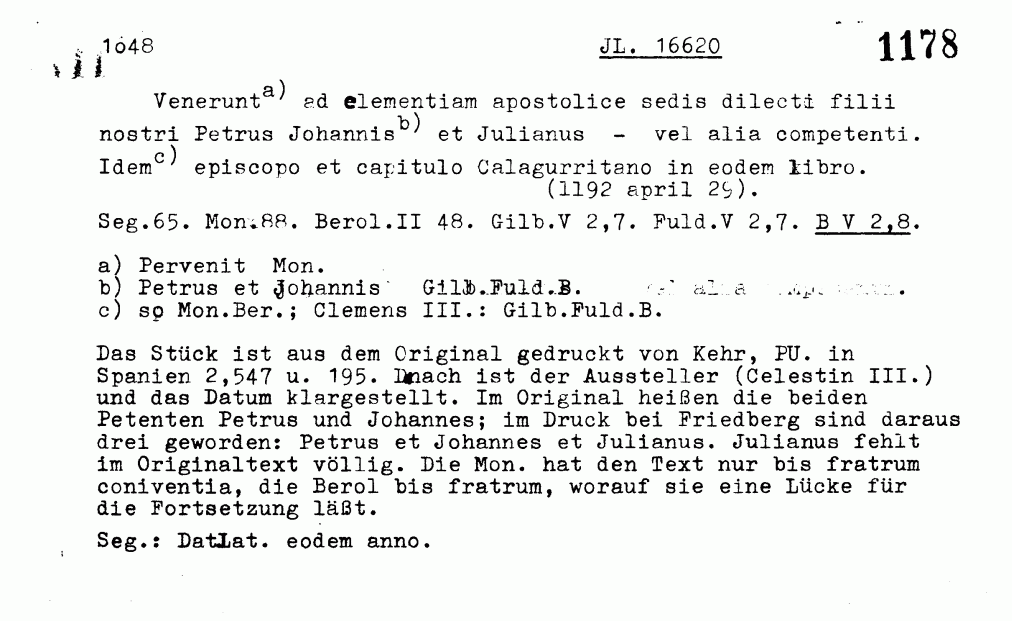 1048 JL. 16620 1178
Venerunt a) ad elementiam apostolice sedis dilecti filii
nostri Petrus Johannis b) et Julianus - vel alia competenti.
Idem c) episcopo et capitulo Calagurritano in eodem libro.
(1192 april 29).
Seg.65. Mon.88. Berol.II 48. Gilb.V 2,7. Fuld.V 2,7. B V 2,8.
a) Pervenit Mon.
b) Petrus et Johannis Gilb.Fuld.B.
c) so Mon.Ber.; Clemens III.: Gilb.Fuld.B.
Das Stück ist aus dem Original gedruckt von Kehr, PU. in
Spanien 2,547 u. 195. Dnach ist der Aussteller (Celestin III.)
und das Datum klargestellt. Im Original heißen die beiden
Petenten Petrus und Johannes; im Druck bei Friedberg sind daraus
drei geworden: Petrus et Johannes et Julianus. Julianus fehlt
im Originaltext völlig. Die Mon. hat den Text nur bis fratrum
coniventia, die Berol bis fratrum, worauf sie eine Lücke für
die Fortsetzung läßt.
Seg.: Dat.Lat. eodem anno.